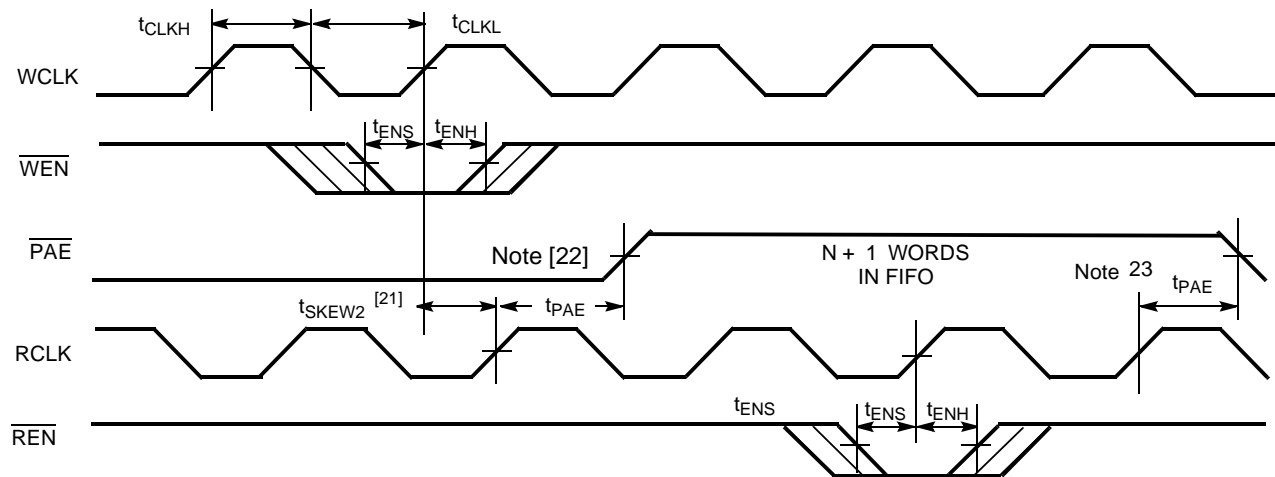 tCLKH tCLKL
WCLK
tENS tENH
WEN
PAE
Note [22]
N + 1 WORDS
IN FIFO
Note 23
tPAE
tSKEW2 [21]
tPAE
RCLK
tENS tENS tENH
REN